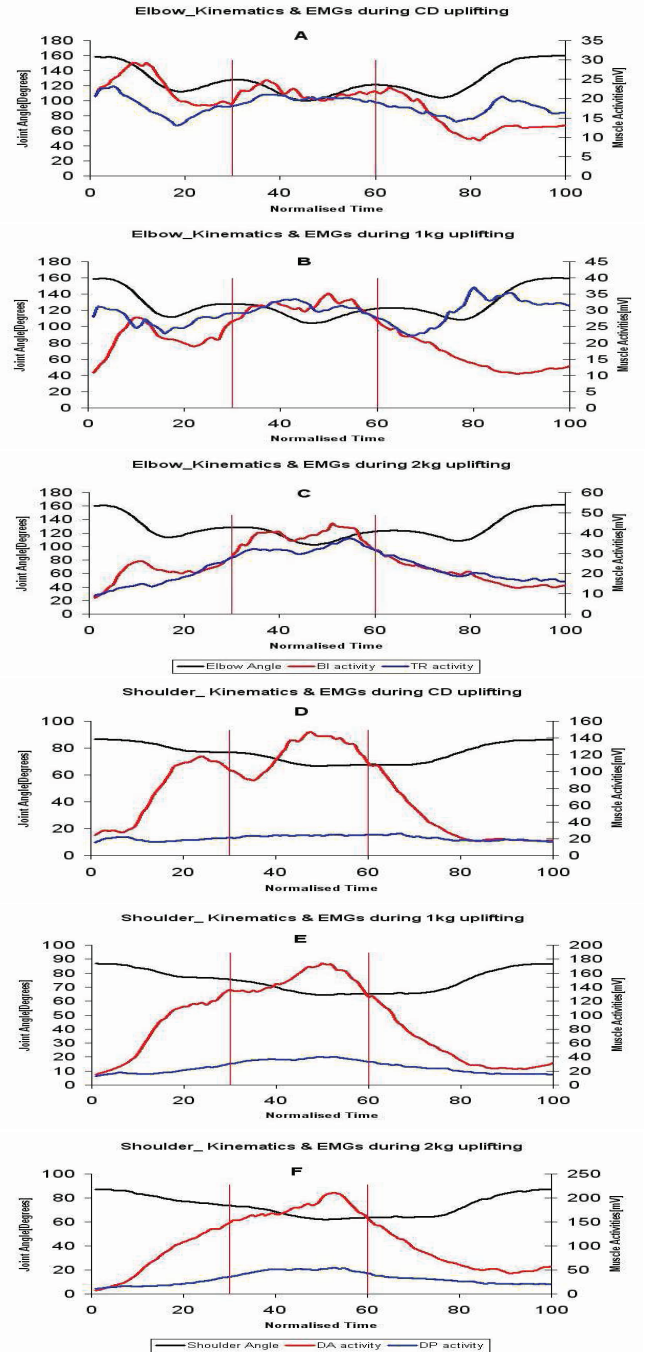 Elbow_Kinematics & EMGs during CD uplifting
A
Joint Angle[Degrees]
180
160
140
120
100
80
60
40
20
0
35
30
25
20
15
10
5
0
Muscle Activities[mV]
0 20 40 60 80 100
Normalised Time
Elbow_Kinematics & EMGs during 1kg uplifting
B
Joint Angle[Degrees]
180
160
140
120
100
80
60
40
20
0
45
40
35
30
25
20
15
10
5
0
Muscle Activities[mV]
0 20 40 60 80 100
Normalised Time
Elbow_Kinematics & EMGs during 2kg uplifting
C
Joint Angle[Degrees]
180
160
140
120
100
80
60
40
20
0
60
50
40
30
20
10
0
Muscle Activities[mV]
0 20 40 60 80 100
Normalised Time
Elbow Angle BI activity TR activity
Shoulder_ Kinematics & EMGs during CD uplifting
D
Joint Angle[Degrees]
100
80
60
40
20
0
160
140
120
100
80
60
40
20
0
Muscle Activities[mV]
0 20 40 60 80 100
Normalised Time
Shoulder_ Kinematics & EMGs during 1kg uplifting
E
Joint Angle[Degrees]
90
80
70
60
50
40
30
20
10
0
200
180
160
140
120
100
80
60
40
20
0
Muscle Activities[mV]
0 20 40 60 80 100
Normalised Time
Shoulder_ Kinematics & EMGs during 2kg uplifting
F
Joint Angle[Degrees]
100
80
60
40
20
0
250
200
150
100
50
0
Muscle Activities[mV]
0 20 40 60 80 100
Normalised Time
Shoulder Angle DA activity DP activity